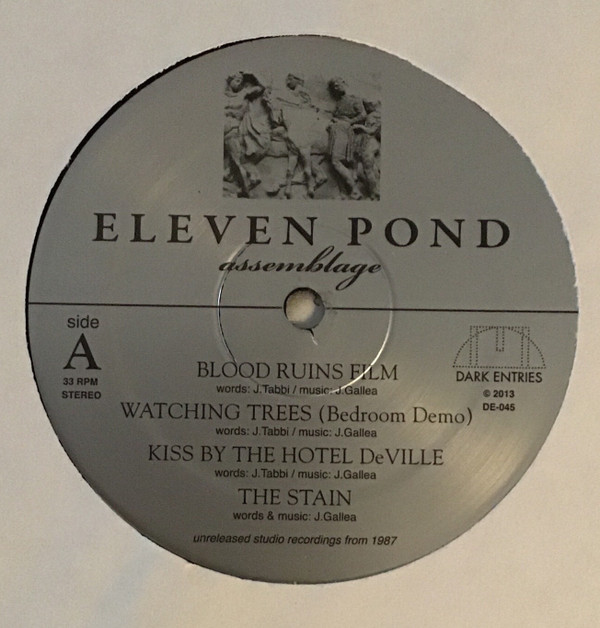 ELEVEN POND
assemblage
side
A
33 RPM
STEREO
DARK ENTRIES
© 2013
DE-045
BLOOD RUINS FILM
words: J.Tabbi / music: J.Gallea
WATCHING TREES (Bedroom Demo)
words: J.Tabbi / music: J.Gallea
KISS BY THE HOTEL DeVILLE
words: J.Tabbi / music: J.Gallea
THE STAIN
words & music: J.Gallea
unreleased studio recordings from 1987